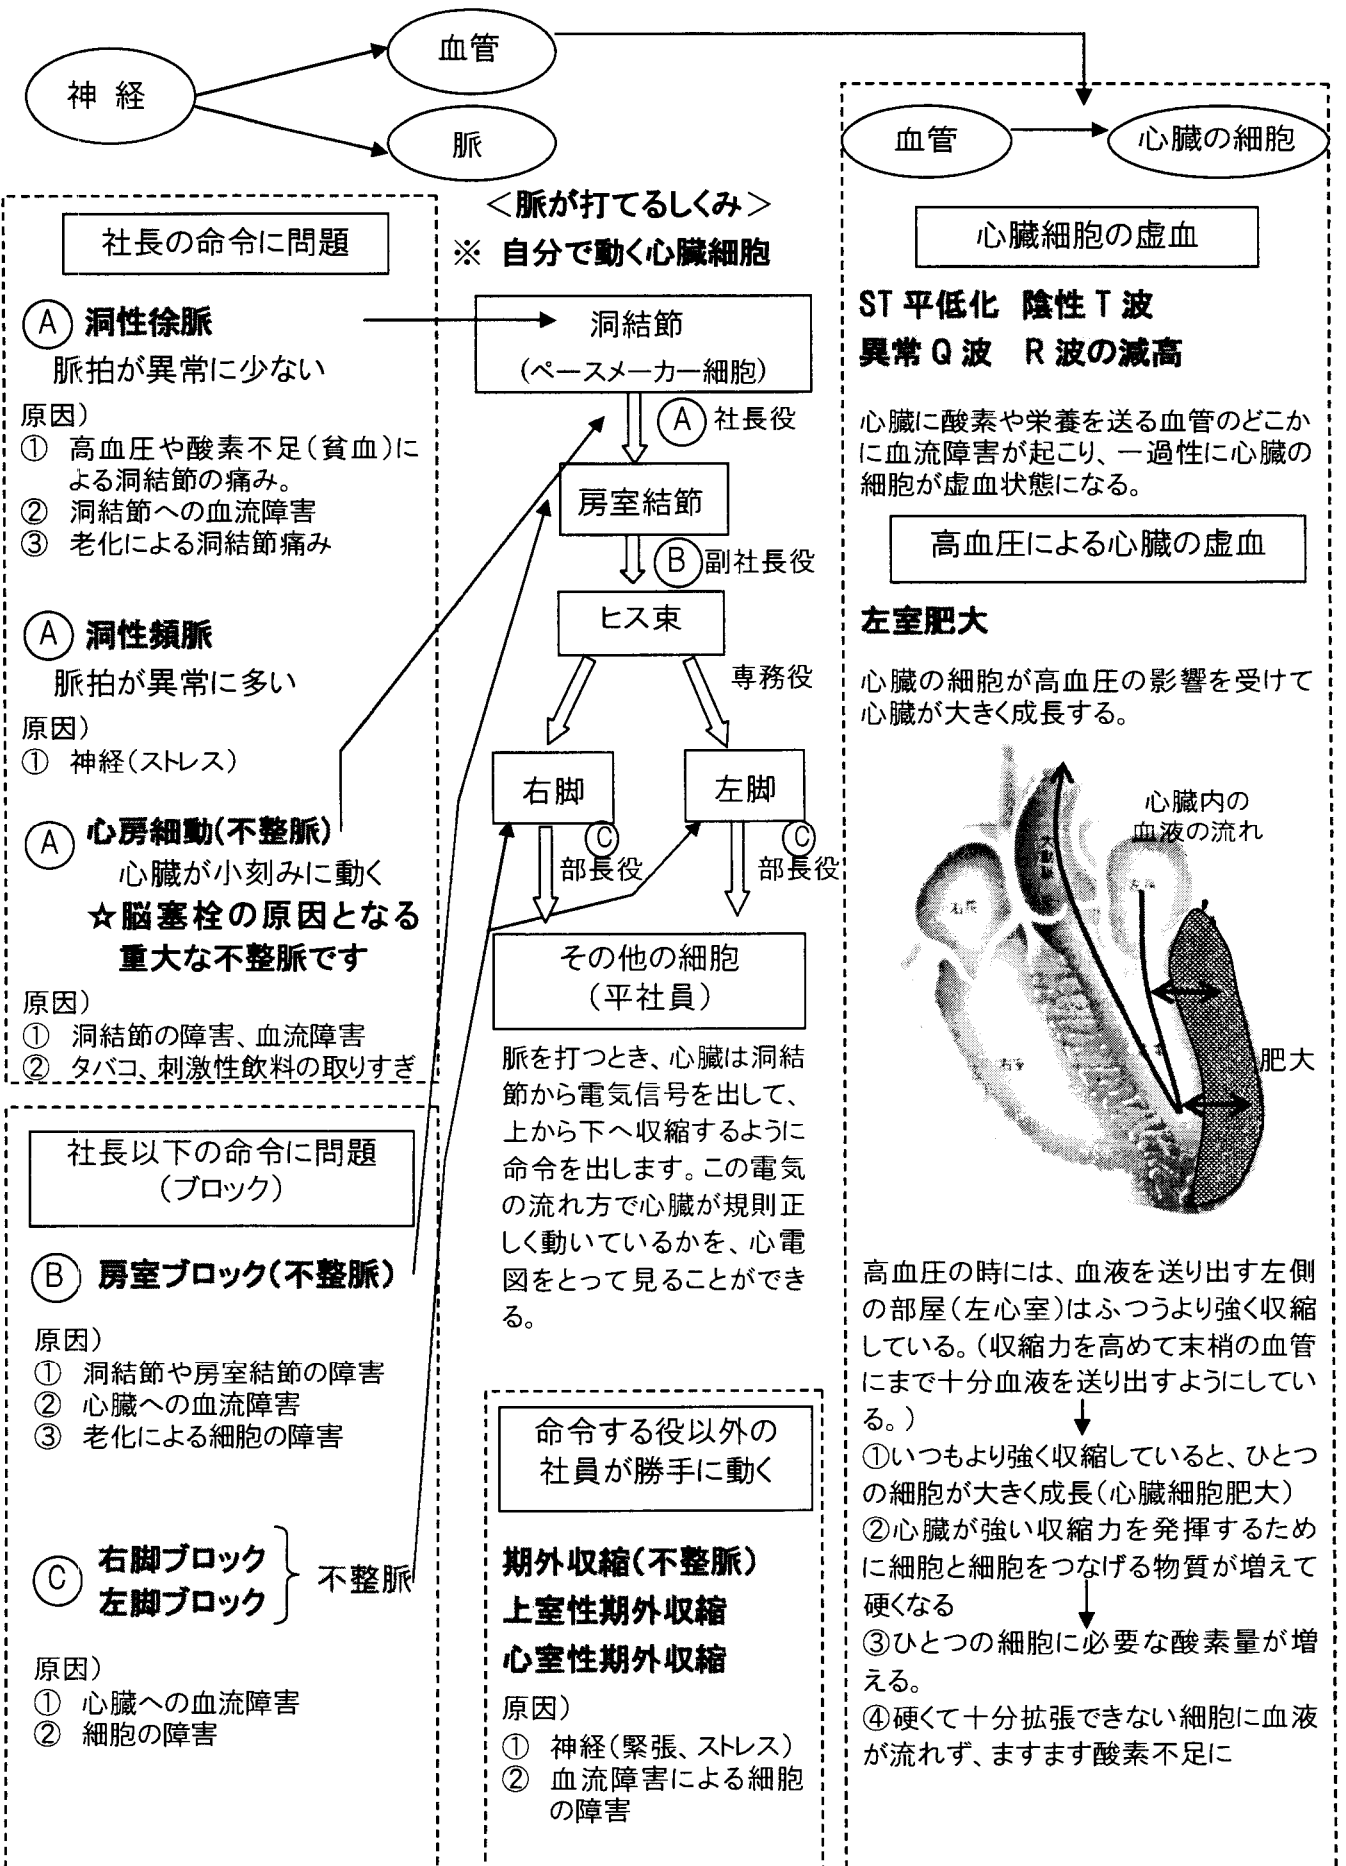 神 経
血管
脈
血管
心臓の細胞
社長の命令に問題
Ⓐ 洞性徐脈
脈拍が異常に少ない
原因）
① 高血圧や酸素不足（貧血）に
よる洞結節の痛み。
② 洞結節への血流障害
③ 老化による洞結節痛み
Ⓐ 洞性頻脈
脈拍が異常に多い
原因）
① 神経（ストレス）
Ⓐ 心房細動(不整脈)
心臓が小刻みに動く
☆脳塞栓の原因となる
重大な不整脈です
原因）
① 洞結節の障害、血流障害
② タバコ、刺激性飲料の取りすぎ
社長以下の命令に問題
（ブロック）
Ⓑ 房室ブロック(不整脈)
原因）
① 洞結節や房室結節の障害
② 心臓への血流障害
③ 老化による細胞の障害
Ⓒ 右脚ブロック
左脚ブロック
不整脈
原因）
① 心臓への血流障害
② 細胞の障害
＜脈が打てるしくみ＞
※ 自分で動く心臓細胞
洞結節
（ペースメーカー細胞）
Ⓐ 社長役
房室結節
Ⓑ 副社長役
ヒス束
専務役
右脚
左脚
Ⓒ
部長役
Ⓒ
部長役
その他の細胞
（平社員）
脈を打つとき、心臓は洞結
節から電気信号を出して、
上から下へ収縮するように
命令を出します。この電気
の流れ方で心臓が規則正
しく動いているかを、心電
図をとって見ることができ
る。
命令する役以外の
社員が勝手に動く
期外収縮(不整脈)
上室性期外収縮
心室性期外収縮
原因）
① 神経（緊張、ストレス）
② 血流障害による細胞
の障害
心臓細胞の虚血
ST 平低化 陰性 T 波
異常 Q 波 R 波の減高
心臓に酸素や栄養を送る血管のどこか
に血流障害が起こり、一過性に心臓の
細胞が虚血状態になる。
高血圧による心臓の虚血
左室肥大
心臓の細胞が高血圧の影響を受けて
心臓が大きく成長する。
心臓内の
血液の流れ
大動脈
右房
左房
右室
肥大
高血圧の時には、血液を送り出す左側
の部屋（左心室）はふつうより強く収縮
している。（収縮力を高めて末梢の血管
にまで十分血液を送り出すようにしてい
る。）
①いつもより強く収縮していると、ひとつ
の細胞が大きく成長（心臓細胞肥大）
②心臓が強い収縮力を発揮するため
に細胞と細胞をつなげる物質が増えて
硬くなる
③ひとつの細胞に必要な酸素量が増
える。
④硬くて十分拡張できない細胞に血液
が流れず、ますます酸素不足に